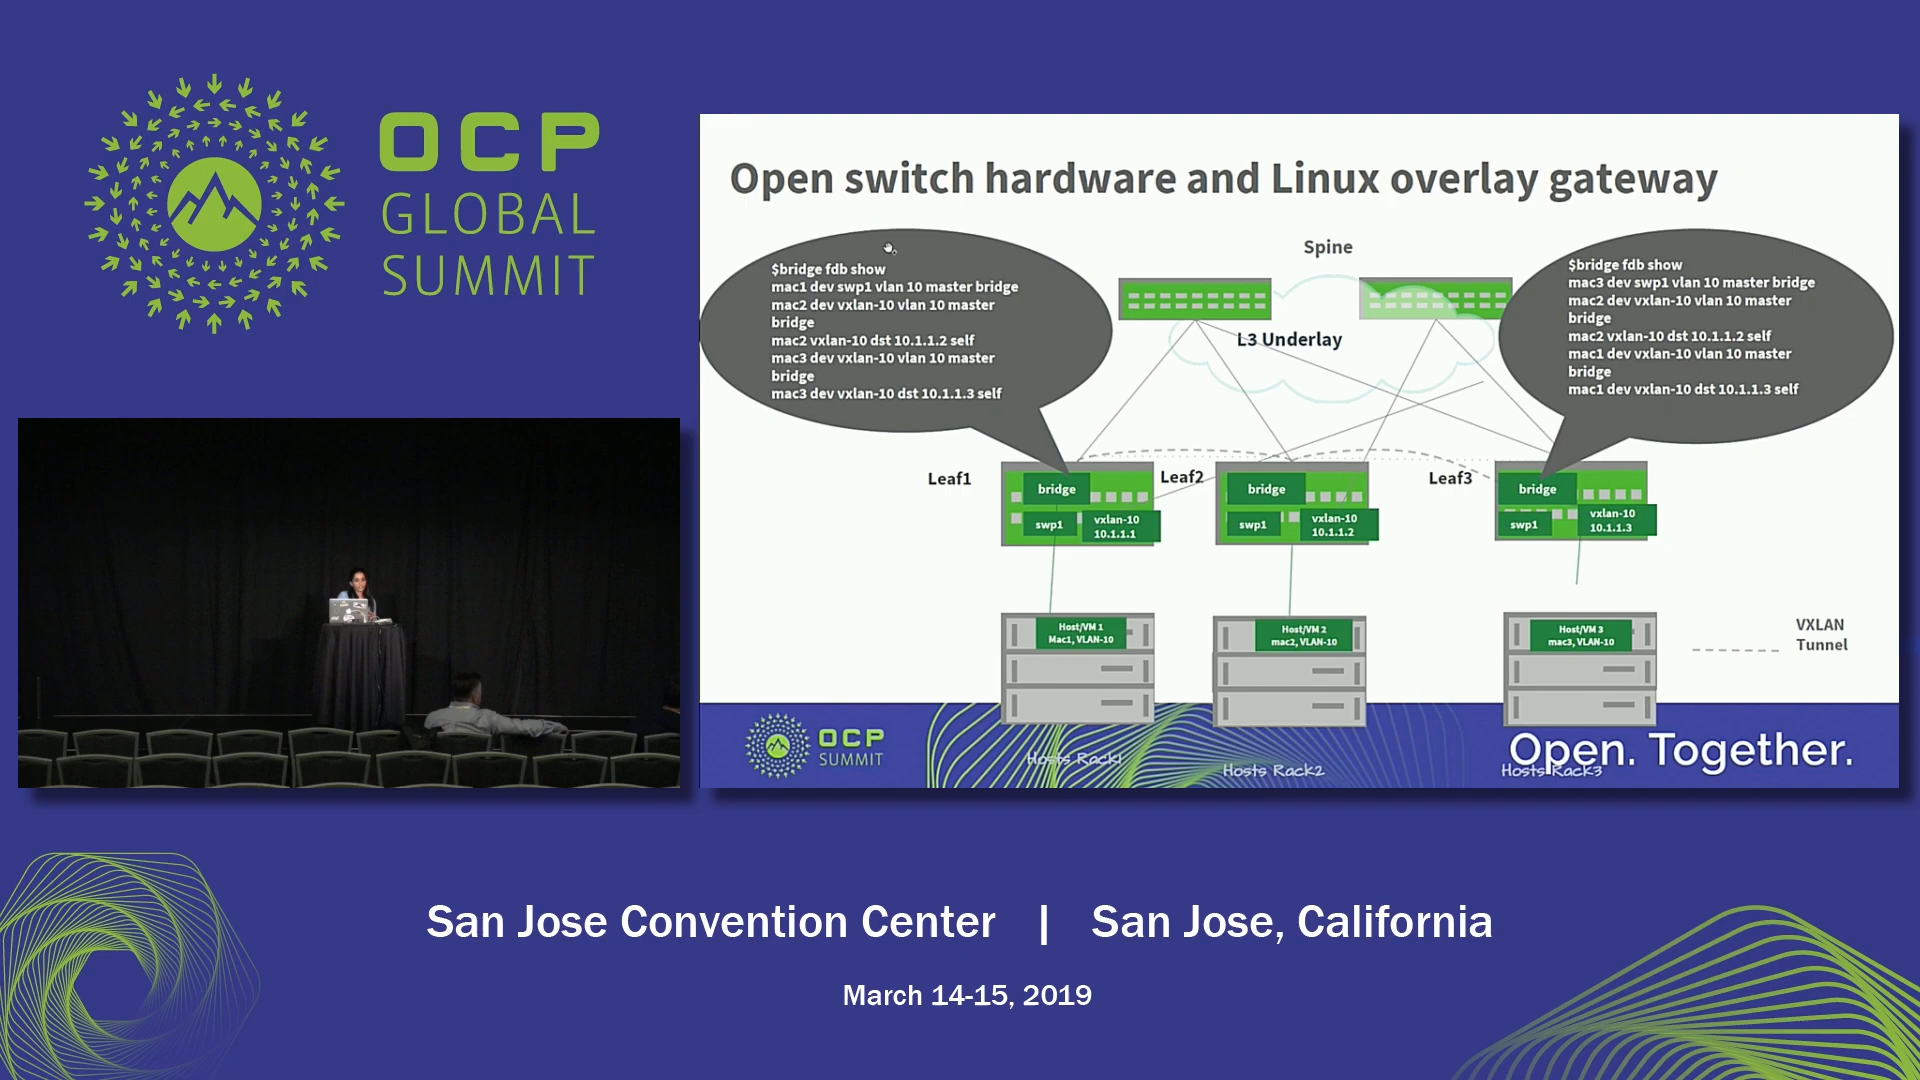 OCP
GLOBAL
SUMMIT
Open switch hardware and Linux overlay gateway
$bridge fdb show
mac1 dev swp1 vlan 10 master bridge
mac2 dev vxlan-10 vlan 10 master
bridge
mac2 vxlan-10 dst 10.1.1.2 self
mac3 dev vxlan-10 vlan 10 master
bridge
mac3 dev vxlan-10 dst 10.1.1.3 self
Spine
L3 Underlay
$bridge fdb show
mac3 dev swp1 vlan 10 master bridge
mac2 dev vxlan-10 vlan 10 master
bridge
mac2 vxlan-10 dst 10.1.1.2 self
mac1 dev vxlan-10 vlan 10 master
bridge
mac1 dev vxlan-10 dst 10.1.1.3 self
Leaf1
bridge
swp1
vxlan-10
10.1.1.1
Leaf2
bridge
swp1
vxlan-10
10.1.1.2
Leaf3
bridge
swp1
vxlan-10
10.1.1.3
Host/VM 1
Mac1, VLAN-10
Host/VM 2
mac2, VLAN-10
Host/VM 3
mac3, VLAN-10
VXLAN
Tunnel
OCP
SUMMIT
Hosts Rack1
Hosts Rack2
Hosts Rack3
Open. Together.
San Jose Convention Center | San Jose, California
March 14-15, 2019